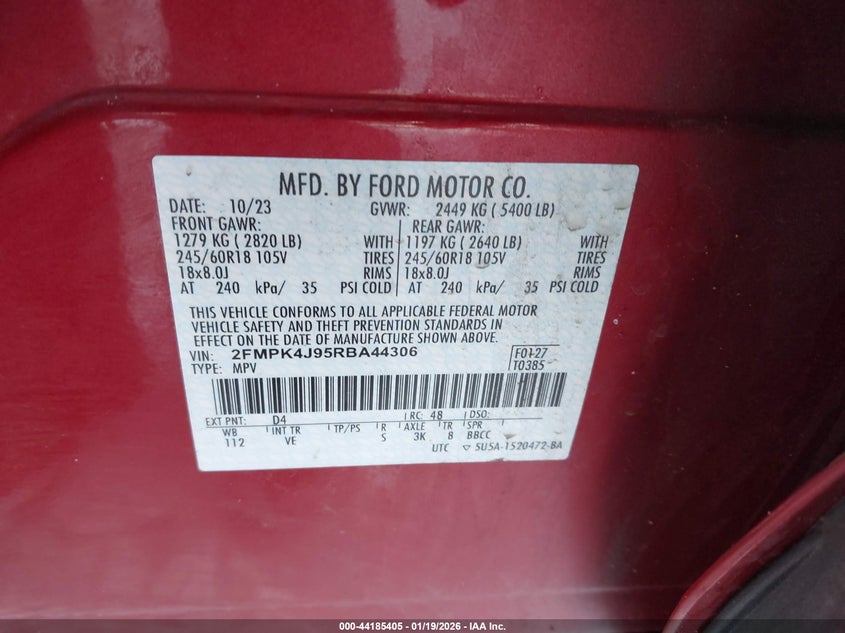 MFD. BY FORD MOTOR CO.
DATE: 10/23 GVWR: 2449 KG ( 5400 LB)
FRONT GAWR: REAR GAWR:
1279 KG ( 2820 LB) WITH 1197 KG ( 2640 LB) WITH
245/60R18 105V TIRES 245/60R18 105V TIRES
18x8.0J RIMS 18x8.0J RIMS
AT 240 kPa/ 35 PSI COLD AT 240 kPa/ 35 PSI COLD
THIS VEHICLE CONFORMS TO ALL APPLICABLE FEDERAL MOTOR
VEHICLE SAFETY AND THEFT PREVENTION STANDARDS IN
EFFECT ON THE DATE OF MANUFACTURE SHOWN ABOVE.
VIN: 2FMPK4J95RBA44306 F0127
TYPE: MPV T0385
EXT PNT: D4 RC: 48 DSO:
WB INT TR TP/PS R AXLE TR SPR
112 VE S 3K 8 BBCC
UTC ▽ 5U5A-1520472-BA
000-44185405 | 01/19/2026 | IAA Inc.